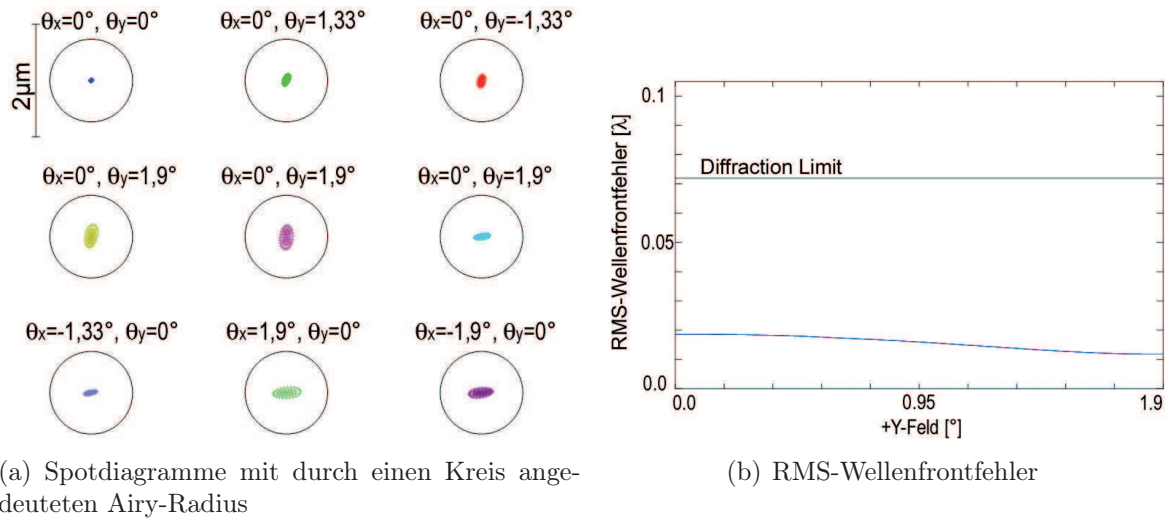 θx=0°, θy=0°
θx=0°, θy=1,33°
θx=0°, θy=-1,33°
2µm
θx=0°, θy=1,9°
θx=0°, θy=1,9°
θx=0°, θy=1,9°
θx=-1,33°, θy=0°
θx=1,9°, θy=0°
θx=-1,9°, θy=0°
(a) Spotdiagramme mit durch einen Kreis ange-
deuteten Airy-Radius
RMS-Wellenfrontfehler [λ]
0.1
Diffraction Limit
0.05
0.0
0.0
0.95
1.9
+Y-Feld [°]
(b) RMS-Wellenfrontfehler